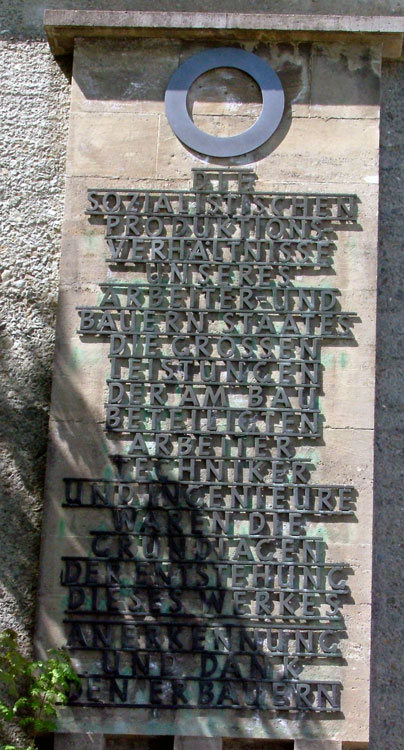 DIE
SOZIALISTISCHEN
PRODUKTIONS
VERHÄLTNISSE
UNSERES
ARBEITER UND
BAUERN STAATES
DIE GROSSEN
LEISTUNGEN
DER AM BAU
BETEILIGTEN
ARBEITER
TECHNIKER
UND INGENIEURE
WAREN DIE
GRUNDLAGEN
DER ENTSTEHUNG
DIESES WERKES
ANERKENNUNG
UND DANK
DEN ERBAUERN